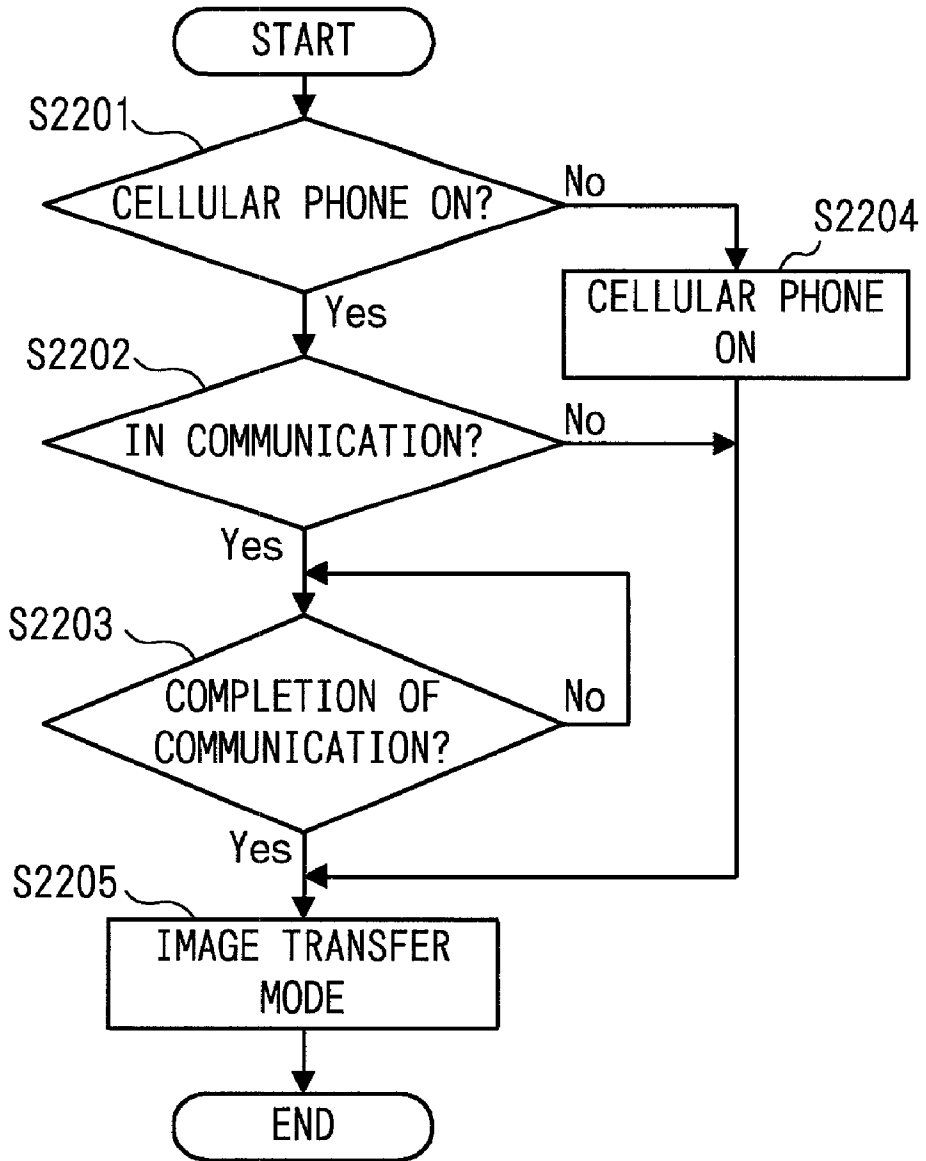 START
S2201
CELLULAR PHONE ON?
No
S2204
CELLULAR PHONE
ON
Yes
S2202
IN COMMUNICATION?
No
Yes
S2203
COMPLETION OF
COMMUNICATION?
No
Yes
S2205
IMAGE TRANSFER
MODE
END